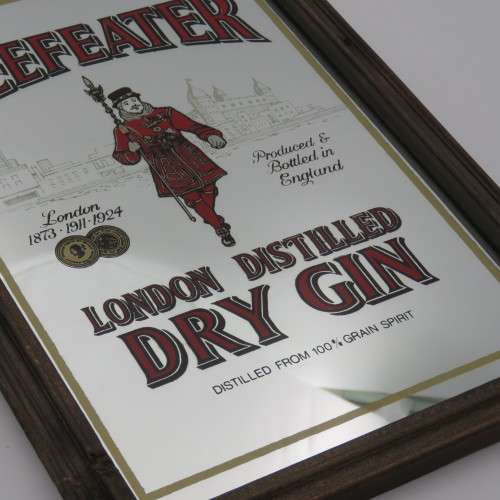 EEFEATER
Produced &
Bottled in
England
London
1873·1911·1924
LONDON DISTILLED
DRY GIN
DISTILLED FROM 100% GRAIN SPIRIT